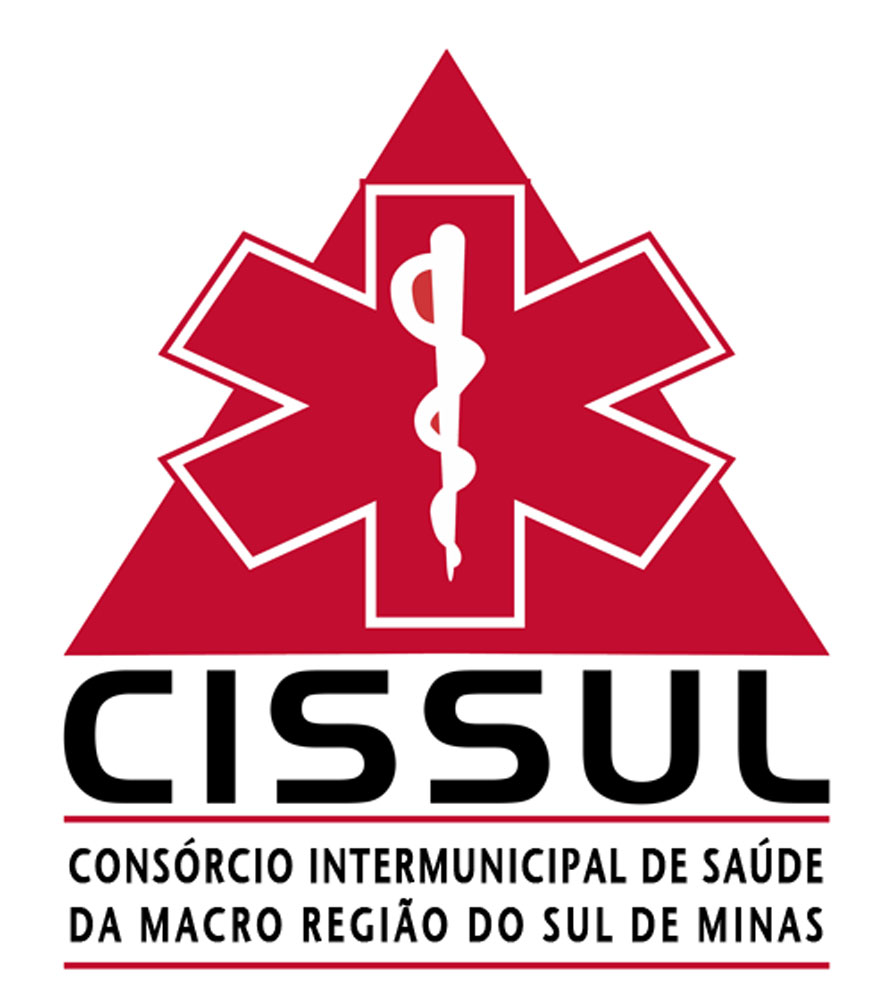 CISSUL
CONSÓRCIO INTERMUNICIPAL DE SAÚDE
DA MACRO REGIÃO DO SUL DE MINAS